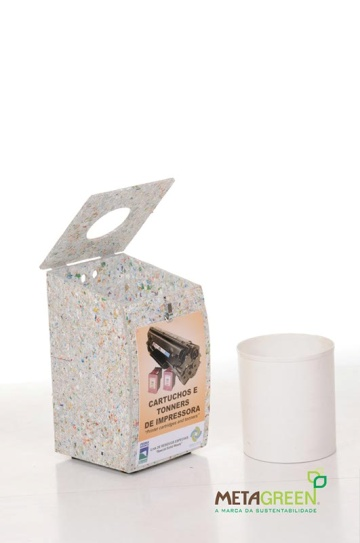 CARTUCHOS E
TONNERS
DE IMPRESSORA
METAGREEN
A MARCA DA SUSTENTABILIDADE